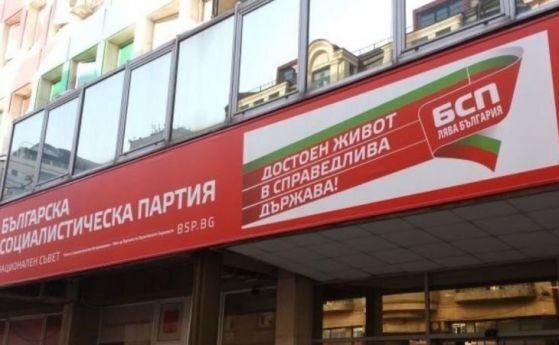 БЪЛГАРСКА
СОЦИАЛИСТИЧЕСКА ПАРТИЯ
BSP.BG
НАЦИОНАЛЕН СЪВЕТ
ДОСТОЕН ЖИВОТ
В СПРАВЕДЛИВА
ДЪРЖАВА!
БСП
ЛЯВА БЪЛГАРИЯ